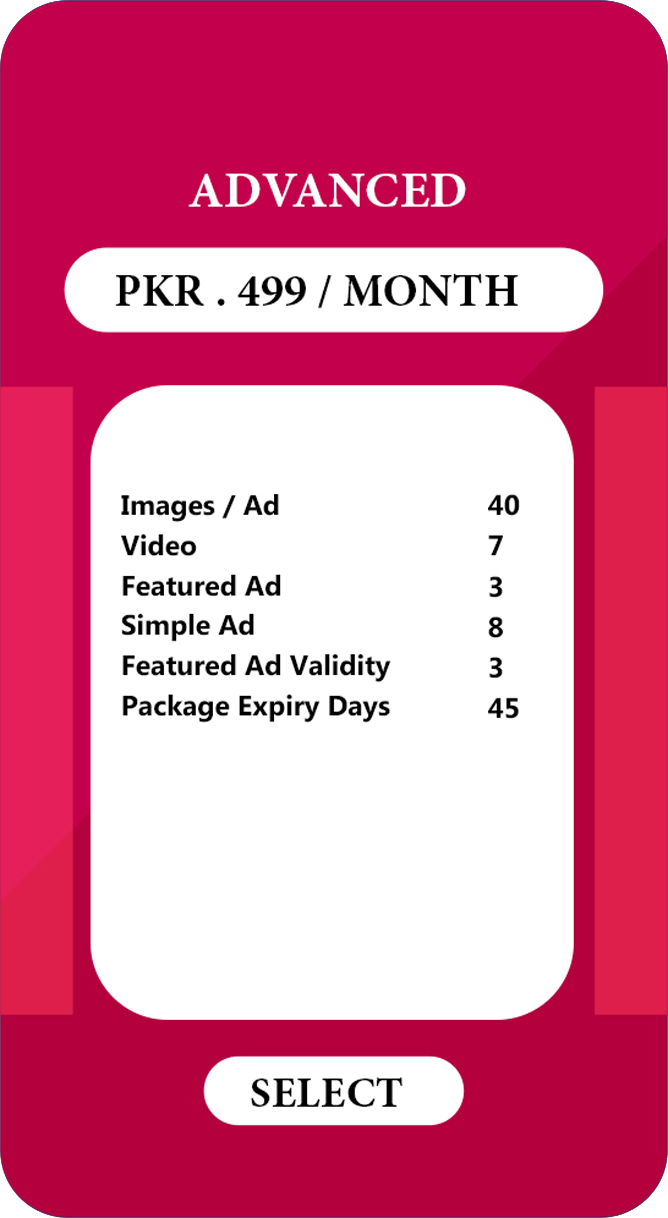 ADVANCED
PKR . 499 / MONTH
Images / Ad 40
Video 7
Featured Ad 3
Simple Ad 8
Featured Ad Validity 3
Package Expiry Days 45
SELECT